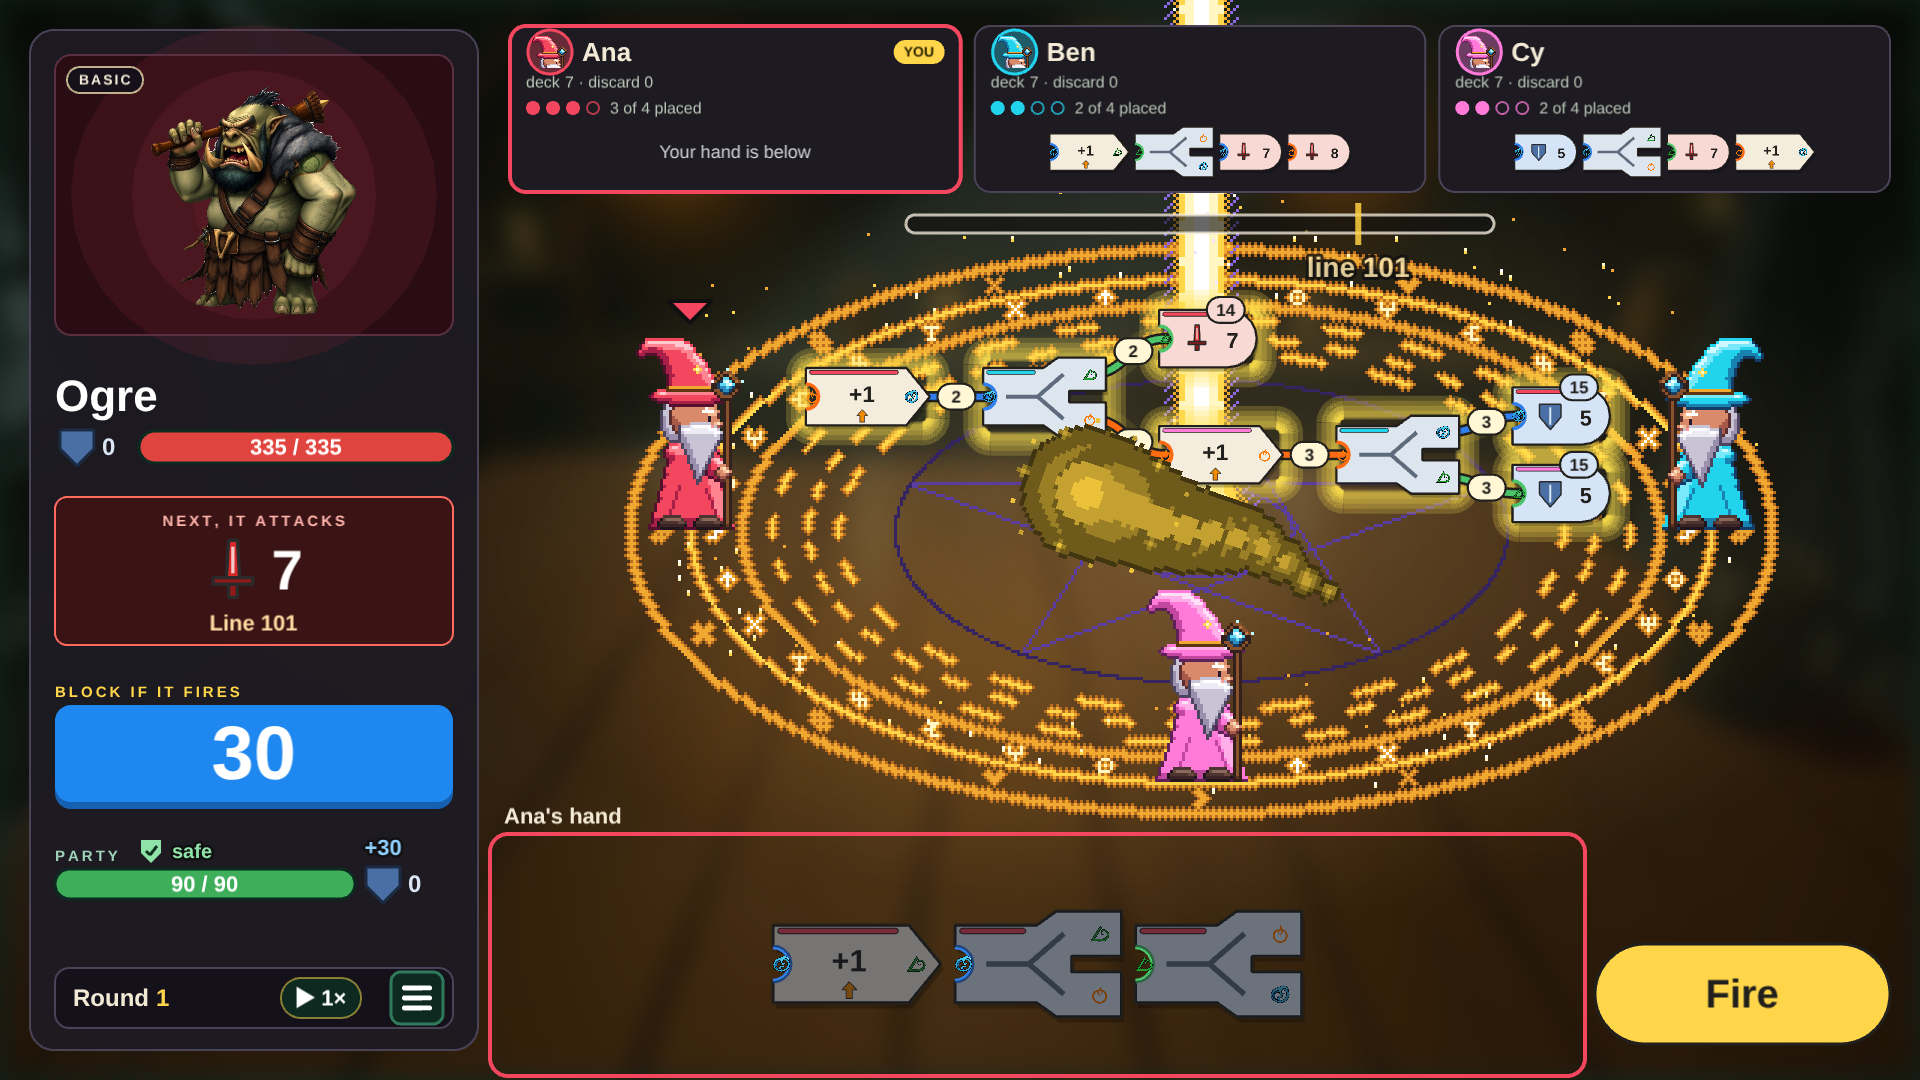 BASIC
Ogre
0
335 / 335
NEXT, IT ATTACKS
7
Line 101
BLOCK IF IT FIRES
30
PARTY safe +30
90 / 90 0
Round 1 1×
Ana YOU
deck 7 · discard 0
3 of 4 placed
Your hand is below
Ben
deck 7 · discard 0
2 of 4 placed
+1 7 8
Cy
deck 7 · discard 0
2 of 4 placed
5 7 +1
line 101
14
2 7
+1 2
15
3 5
+1 3
15
3 5
Ana's hand
+1
Fire